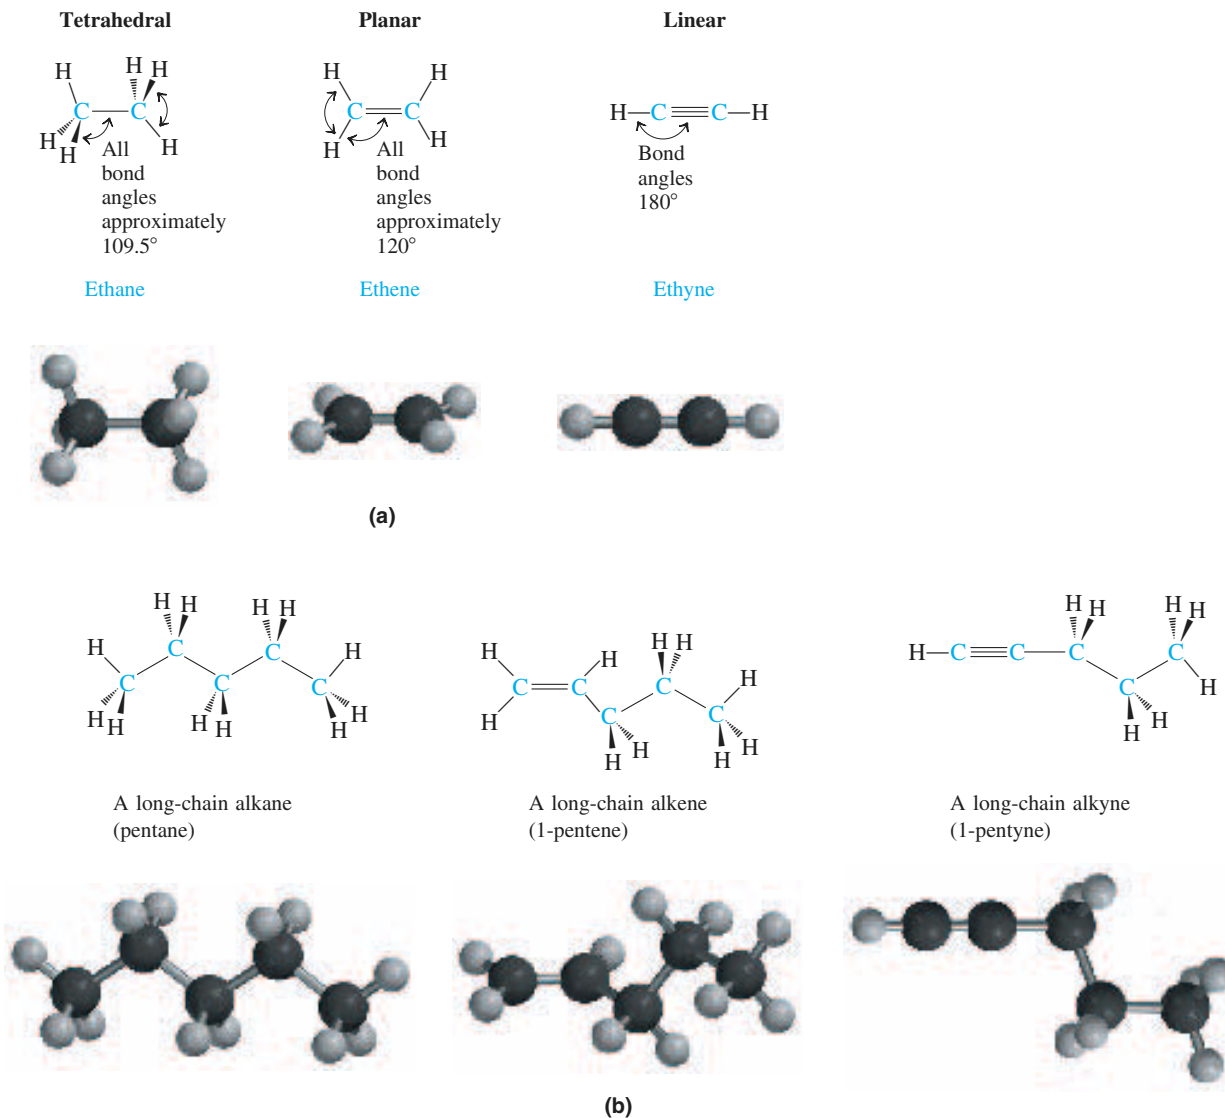 Tetrahedral Planar Linear
H H H H H
C C C C H C C H
H H H H H
All All Bond
bond bond angles
angles angles 180°
approximately approximately
109.5° 120°
Ethane Ethene Ethyne
(a)
H H H H H H H H H
H C C H H H H H C C C C
C C C H C C C C H
H H H H H H H H H H H H H
A long-chain alkane A long-chain alkene A long-chain alkyne
(pentane) (1-pentene) (1-pentyne)
(b)